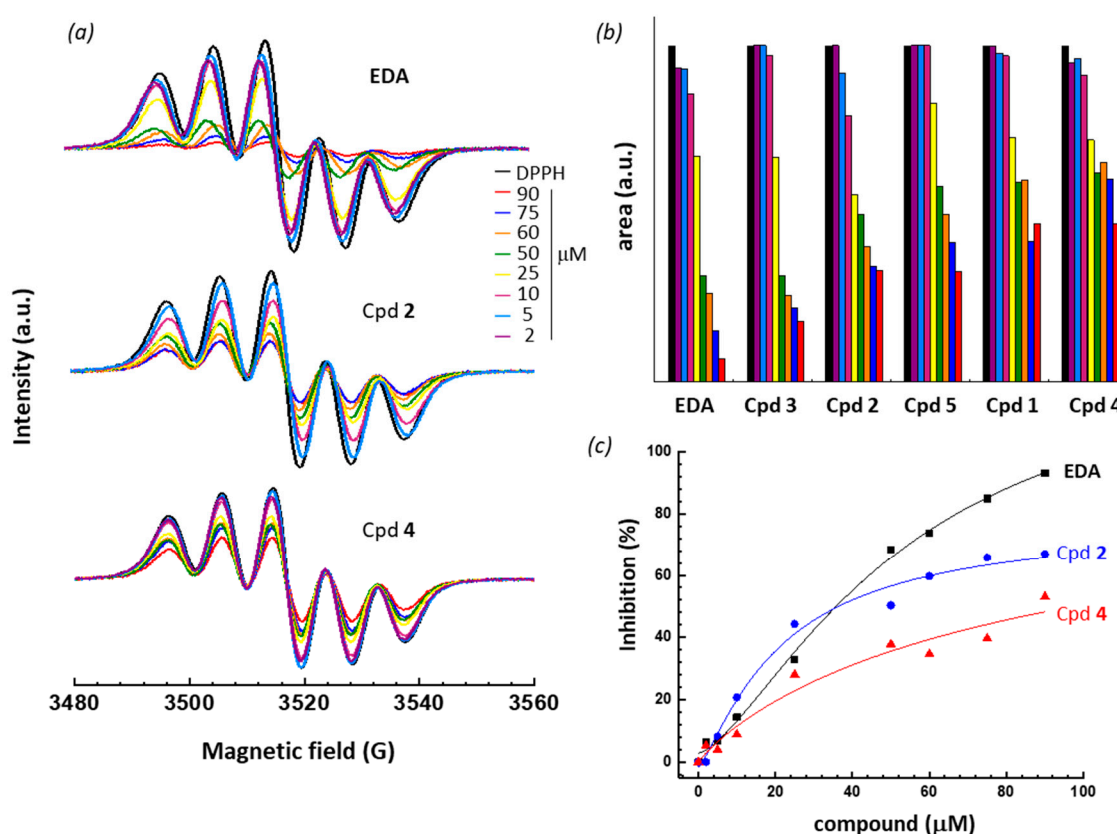 (a)
EDA
DPPH
90
75
60
50
25
10
5
2
μM
Cpd 2
Cpd 4
Intensity (a.u.)
3480 3500 3520 3540 3560
Magnetic field (G)
(b)
area (a.u.)
EDA Cpd 3 Cpd 2 Cpd 5 Cpd 1 Cpd 4
(c)
100
80
60
40
20
0
Inhibition (%)
EDA
Cpd 2
Cpd 4
0 20 40 60 80 100
compound (μM)